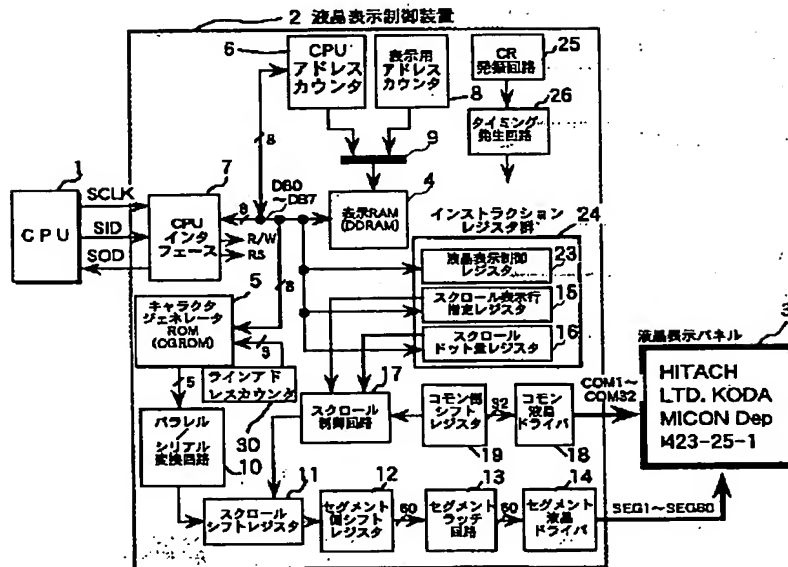 2 液晶表示制御装置
6
CPU
アドレス
カウンタ
表示用
アドレス
カウンタ
8
CR
発振回路
25
タイミング
発生回路
26
9
8
1
CPU
SCLK
SID
SOD
7
CPU
インタ
フェース
8
DB0
~DB7
R/W
RS
表示RAM
(DDRAM)
4
インストラクション
レジスタ群
24
液晶表示制御
レジスタ
23
スクロール表示行
指定レジスタ
15
スクロール
ドット量レジスタ
16
8
5
キャラクタ
ジェネレータ
ROM
(CGROM)
3
5
ラインアド
レスカウンタ
30
スクロール
制御回路
17
コモン側
シフト
レジスタ
19
32
コモン
液晶
ドライバ
18
COM1~
COM32
液晶表示パネル
3
HITACH
LTD. KODA
MICON Dep
1423-25-1
パラレル
/
シリアル
変換回路
10
スクロール
シフトレジスタ
11
セグメント
側シフト
レジスタ
12
60
セグメント
ラッチ
回路
13
60
セグメント
液晶
ドライバ
14
SEG1~SEG60